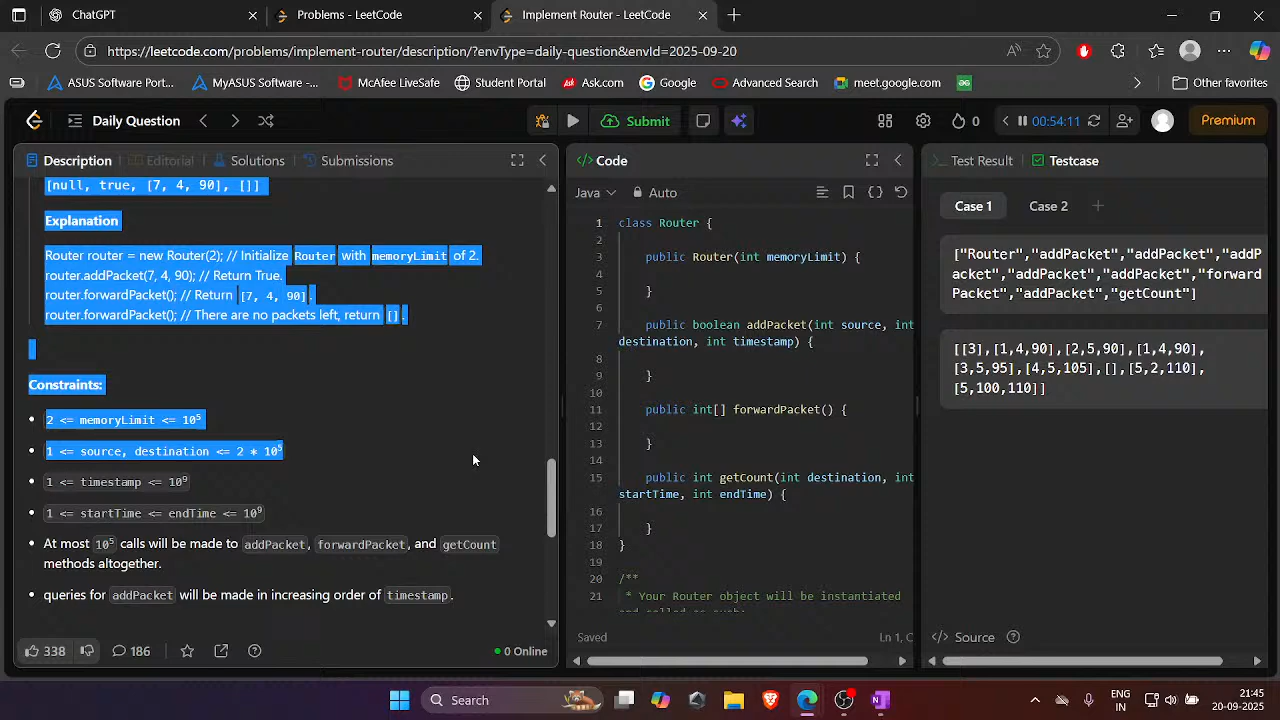 ChatGPT
Problems - LeetCode
Implement Router - LeetCode
https://leetcode.com/problems/implement-router/description/?envType=daily-question&envId=2025-09-20
ASUS Software Port...
MyASUS Software -...
McAfee LiveSafe
Student Portal
Ask.com
Google
Advanced Search
meet.google.com
Other favorites
Daily Question
Submit
0
00:54:11
Premium
Description
Editorial
Solutions
Submissions
[null, true, [7, 4, 90], []]
Explanation
Router router = new Router(2); // Initialize Router with memoryLimit of 2.
router.addPacket(7, 4, 90); // Return True.
router.forwardPacket(); // Return [7, 4, 90].
router.forwardPacket(); // There are no packets left, return [].
Constraints:
• 2 <= memoryLimit <= 10⁵
• 1 <= source, destination <= 2 * 10⁵
• 1 <= timestamp <= 10⁹
• 1 <= startTime <= endTime <= 10⁹
• At most 10⁵ calls will be made to addPacket, forwardPacket, and getCount
methods altogether.
• queries for addPacket will be made in increasing order of timestamp.
338
186
0 Online
Code
Java
Auto
1 class Router {
2
3 public Router(int memoryLimit) {
4
5 }
6
7 public boolean addPacket(int source, int
destination, int timestamp) {
8
9 }
10
11 public int[] forwardPacket() {
12
13 }
14
15 public int getCount(int destination, int
startTime, int endTime) {
16
17 }
18 }
19
20 /**
21 * Your Router object will be instantiated
and called as such:
Saved
Ln 1, C
Test Result
Testcase
Case 1
Case 2
["Router","addPacket","addPacket","addP
acket","addPacket","addPacket","forward
Packet","addPacket","getCount"]
[[3],[1,4,90],[2,5,90],[1,4,90],
[3,5,95],[4,5,105],[],[5,2,110],
[5,100,110]]
Source
Search
ENG
IN
21:45
20-09-2025